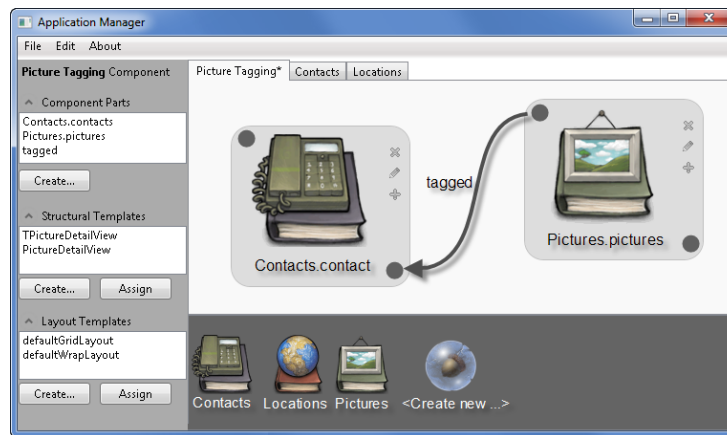 Application Manager
File Edit About
Picture Tagging Component
Component Parts
Contacts.contacts
Pictures.pictures
tagged
Create...
Structural Templates
TPictureDetailView
PictureDetailView
Create... Assign
Layout Templates
defaultGridLayout
defaultWrapLayout
Create... Assign
Picture Tagging* Contacts Locations
tagged
Contacts.contact
Pictures.pictures
Contacts Locations Pictures <Create new ...>